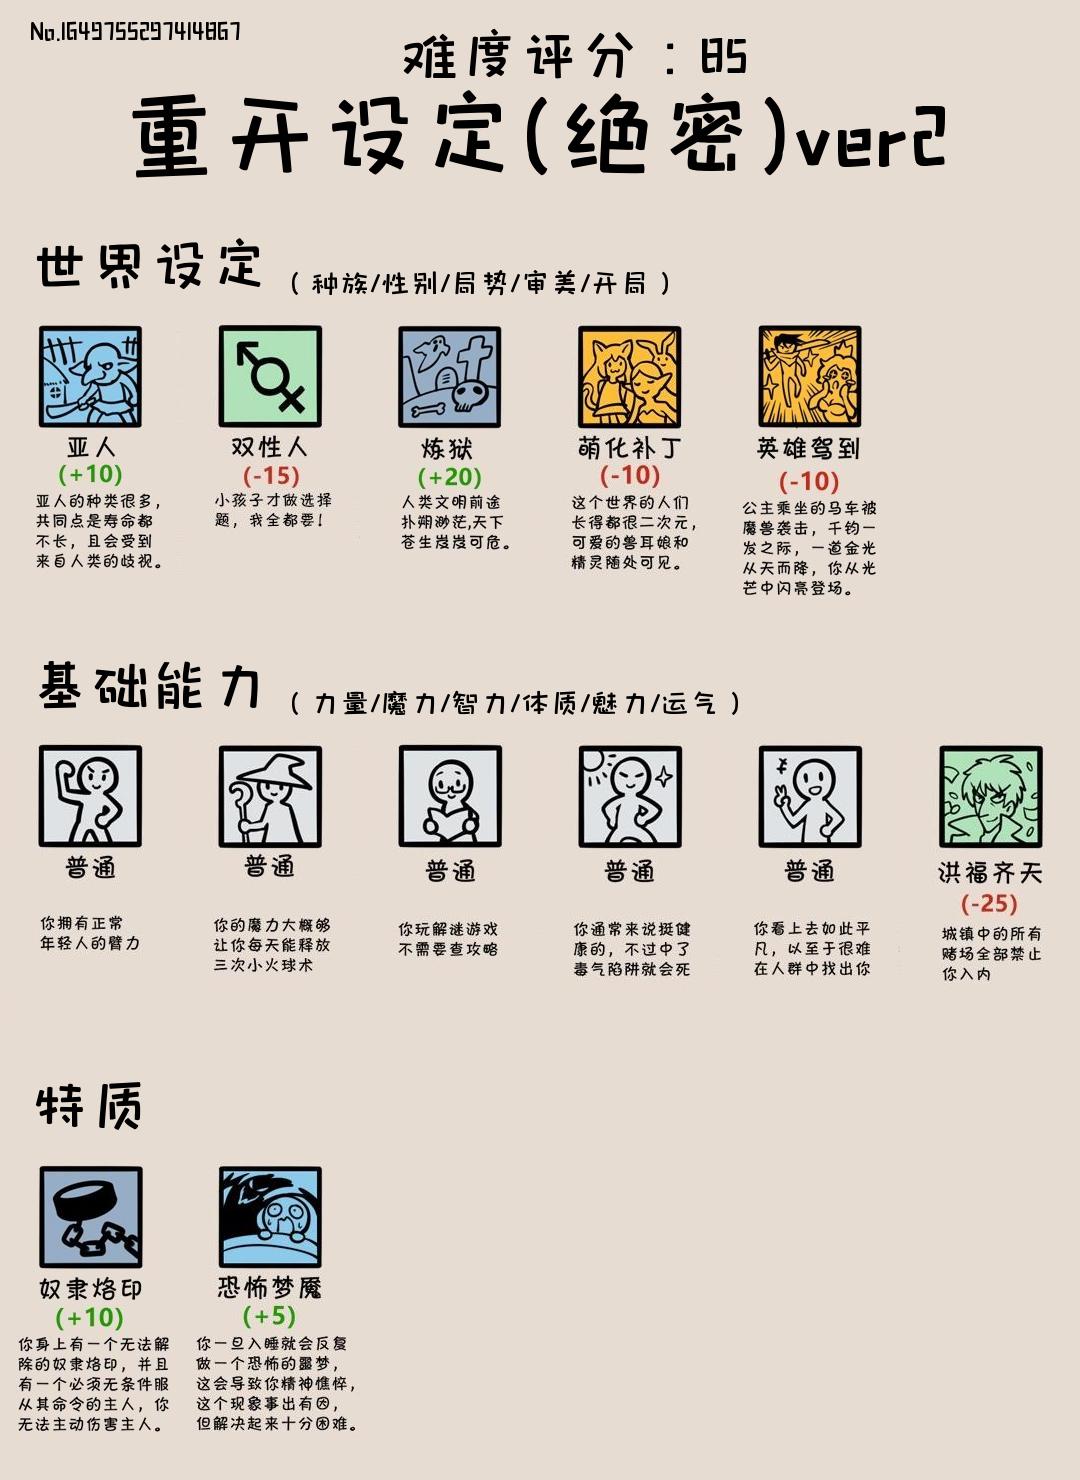 No.1649755297414867
难度评分：85
重开设定(绝密)ver2
世界设定（种族/性别/局势/审美/开局）
亚人
(+10)
亚人的种类很多，
共同点是寿命都
不长，且会受到
来自人类的歧视。
双性人
(-15)
小孩子才做选择
题，我全都要！
炼狱
(+20)
人类文明前途
扑朔渺茫,天下
苍生岌岌可危。
萌化补丁
(-10)
这个世界的人们
长得都很二次元，
可爱的兽耳娘和
精灵随处可见。
英雄驾到
(-10)
公主乘坐的马车被
魔兽袭击，千钧一
发之际，一道金光
从天而降，你从光
芒中闪亮登场。
基础能力（力量/魔力/智力/体质/魅力/运气）
普通
你拥有正常
年轻人的臂力
普通
你的魔力大概够
让你每天能释放
三次小火球术
普通
你玩解谜游戏
不需要查攻略
普通
你通常来说挺健
康的，不过中了
毒气陷阱就会死
普通
你看上去如此平
凡，以至于很难
在人群中找出你
洪福齐天
(-25)
城镇中的所有
赌场全部禁止
你入内
特质
奴隶烙印
(+10)
你身上有一个无法解
除的奴隶烙印，并且
有一个必须无条件服
从其命令的主人，你
无法主动伤害主人。
恐怖梦魇
(+5)
你一旦入睡就会反复
做一个恐怖的噩梦，
这会导致你精神憔悴，
这个现象事出有因，
但解决起来十分困难。